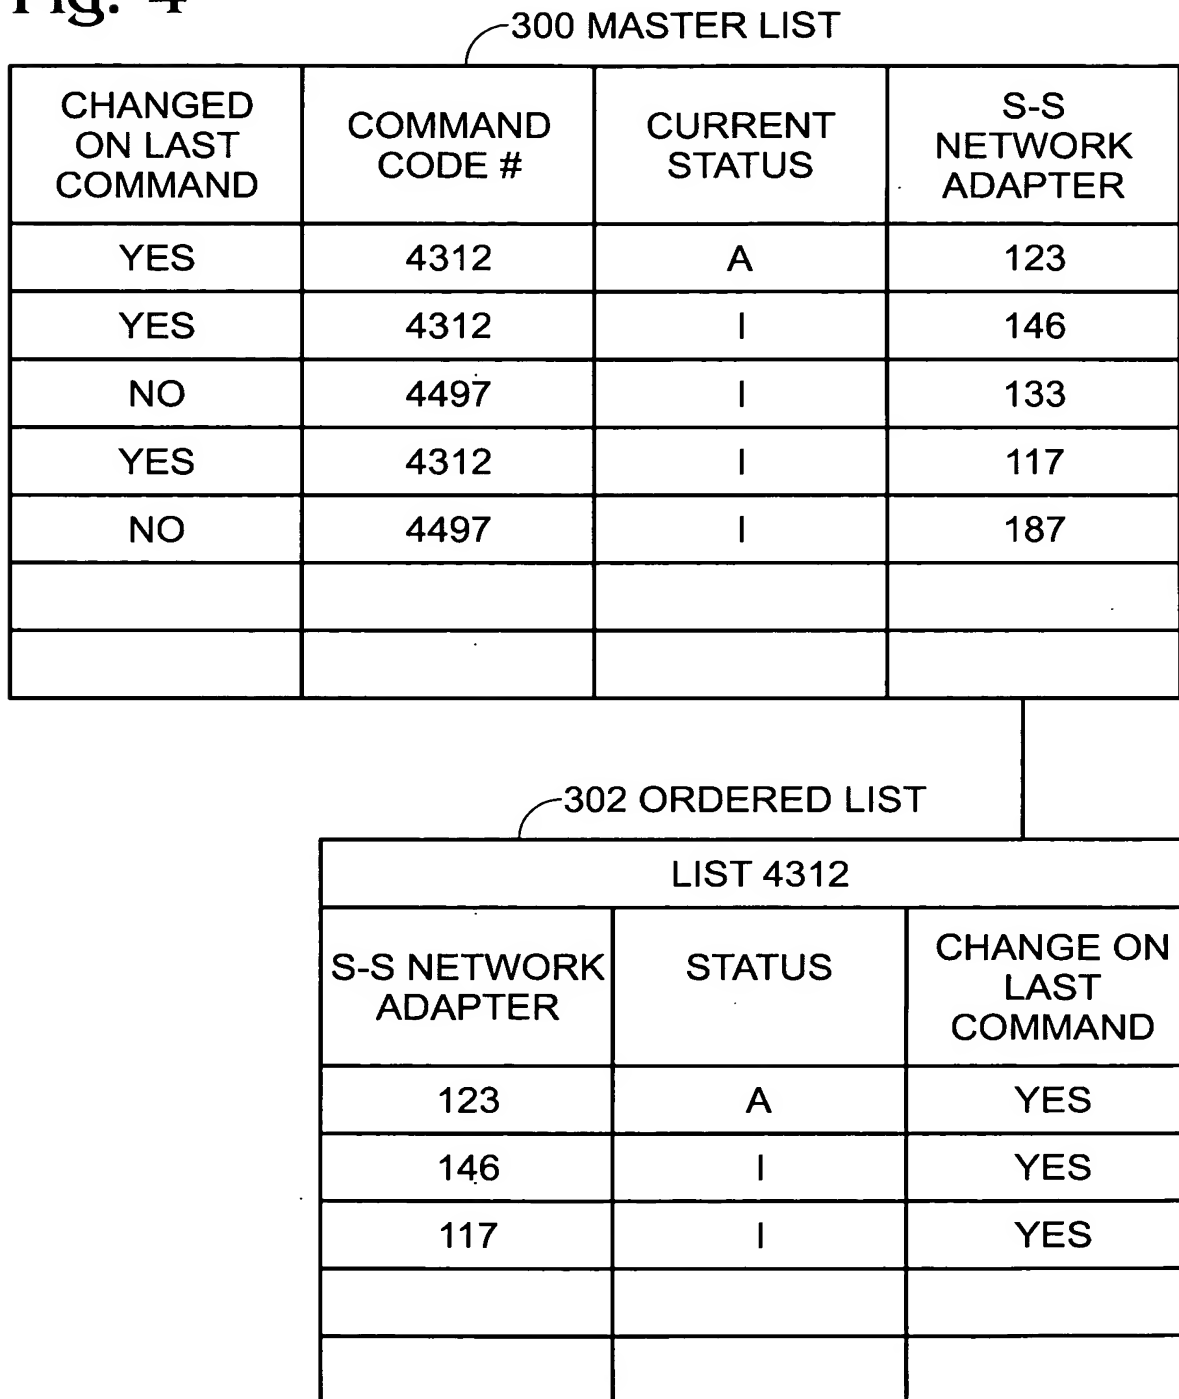 Fig. 4
300 MASTER LIST
CHANGED ON LAST COMMAND COMMAND CODE # CURRENT STATUS S-S NETWORK ADAPTER
YES 4312 A 123
YES 4312 I 146
NO 4497 I 133
YES 4312 I 117
NO 4497 I 187
302 ORDERED LIST
LIST 4312
S-S NETWORK ADAPTER STATUS CHANGE ON LAST COMMAND
123 A YES
146 I YES
117 I YES